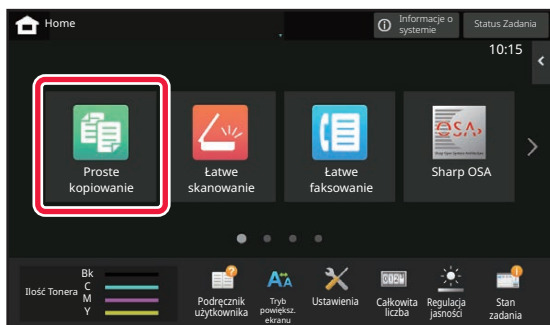 Home
Informacje o
systemie
Status Zadania
10:15
Proste
kopiowanie
Łatwe
skanowanie
Łatwe
faksowanie
Sharp OSA
OSA
Ilość Tonera
Bk
C
M
Y
Podręcznik
użytkownika
Tryb
powiększ.
ekranu
Ustawienia
Całkowita
liczba
Regulacja
jasności
Stan
zadania